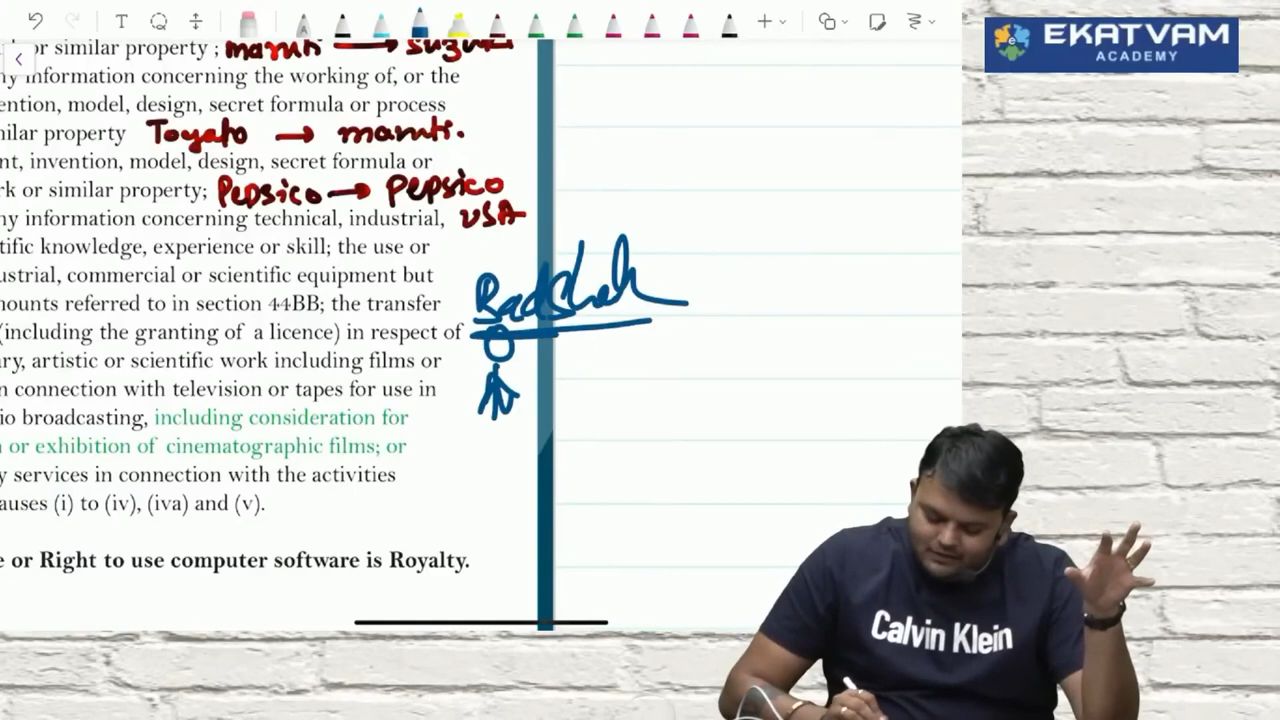 or similar property ; maruti → suzuki
ny information concerning the working of, or the
ention, model, design, secret formula or process
milar property Toyato → maruti.
nt, invention, model, design, secret formula or
rk or similar property; Pepsico → Pepsico
USA
ny information concerning technical, industrial,
tific knowledge, experience or skill; the use or
ustrial, commercial or scientific equipment but
mounts referred to in section 44BB; the transfer
(including the granting of a licence) in respect of
ary, artistic or scientific work including films or
n connection with television or tapes for use in
io broadcasting, including consideration for
n or exhibition of cinematographic films; or
y services in connection with the activities
auses (i) to (iv), (iva) and (v).
e or Right to use computer software is Royalty.
BadShah
EKATVAM
ACADEMY
Calvin Klein